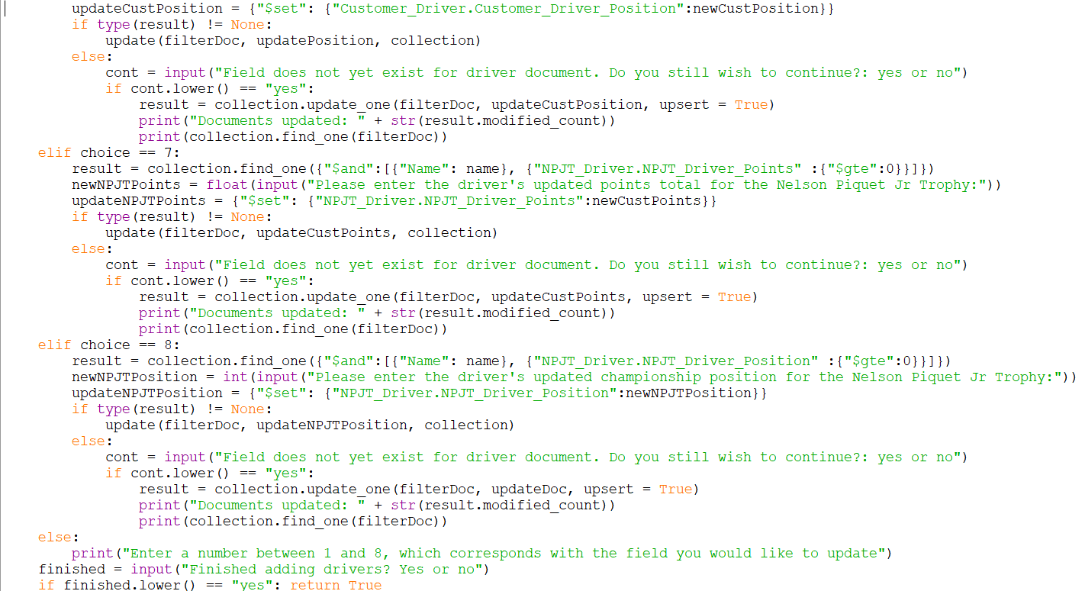 updateCustPosition = {"$set": {"Customer_Driver.Customer_Driver_Position":newCustPosition}}
if type(result) != None:
update(filterDoc, updatePosition, collection)
else:
cont = input("Field does not yet exist for driver document. Do you still wish to continue?: yes or no")
if cont.lower() == "yes":
result = collection.update_one(filterDoc, updateCustPosition, upsert = True)
print("Documents updated: " + str(result.modified_count))
print(collection.find_one(filterDoc))
elif choice == 7:
result = collection.find_one({"$and":[{"Name": name}, {"NPJT_Driver.NPJT_Driver_Points" :{"$gte":0}}]})
newNPJTPoints = float(input("Please enter the driver's updated points total for the Nelson Piquet Jr Trophy:"))
updateNPJTPoints = {"$set": {"NPJT_Driver.NPJT_Driver_Points":newCustPoints}}
if type(result) != None:
update(filterDoc, updateCustPoints, collection)
else:
cont = input("Field does not yet exist for driver document. Do you still wish to continue?: yes or no")
if cont.lower() == "yes":
result = collection.update_one(filterDoc, updateCustPoints, upsert = True)
print("Documents updated: " + str(result.modified_count))
print(collection.find_one(filterDoc))
elif choice == 8:
result = collection.find_one({"$and":[{"Name": name}, {"NPJT_Driver.NPJT_Driver_Position" :{"$gte":0}}]})
newNPJTPosition = int(input("Please enter the driver's updated championship position for the Nelson Piquet Jr Trophy:"))
updateNPJTPosition = {"$set": {"NPJT_Driver.NPJT_Driver_Position":newNPJTPosition}}
if type(result) != None:
update(filterDoc, updateNPJTPosition, collection)
else:
cont = input("Field does not yet exist for driver document. Do you still wish to continue?: yes or no")
if cont.lower() == "yes":
result = collection.update_one(filterDoc, updateDoc, upsert = True)
print("Documents updated: " + str(result.modified_count))
print(collection.find_one(filterDoc))
else:
print("Enter a number between 1 and 8, which corresponds with the field you would like to update")
finished = input("Finished adding drivers? Yes or no")
if finished.lower() == "yes": return True